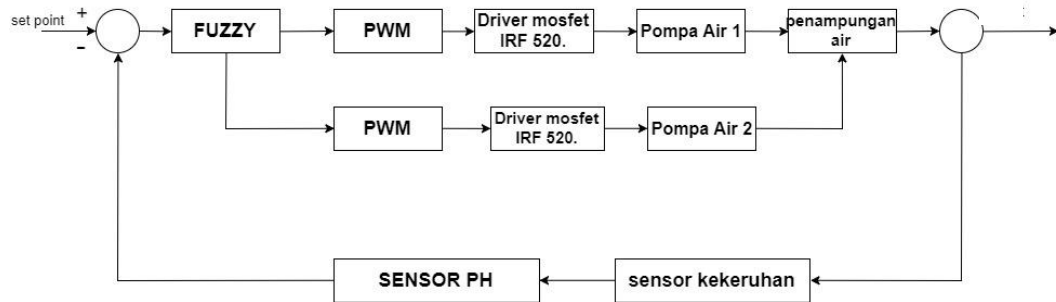 set point
+
-
FUZZY
PWM
Driver mosfet
IRF 520.
Pompa Air 1
penampungan
air
PWM
Driver mosfet
IRF 520.
Pompa Air 2
SENSOR PH
sensor kekeruhan